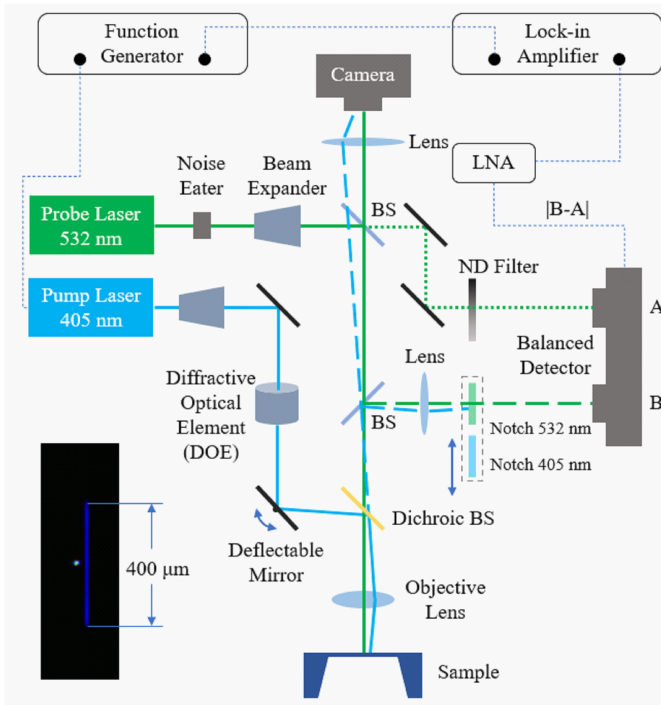 Function
Generator
Lock-in
Amplifier
Camera
Lens
LNA
Noise
Eater
Beam
Expander
BS
|B-A|
Probe Laser
532 nm
ND Filter
Pump Laser
405 nm
A
Lens
Balanced
Detector
Diffractive
Optical
Element
(DOE)
BS
B
Notch 532 nm
Notch 405 nm
Dichroic BS
Deflectable
Mirror
400 μm
Objective
Lens
Sample